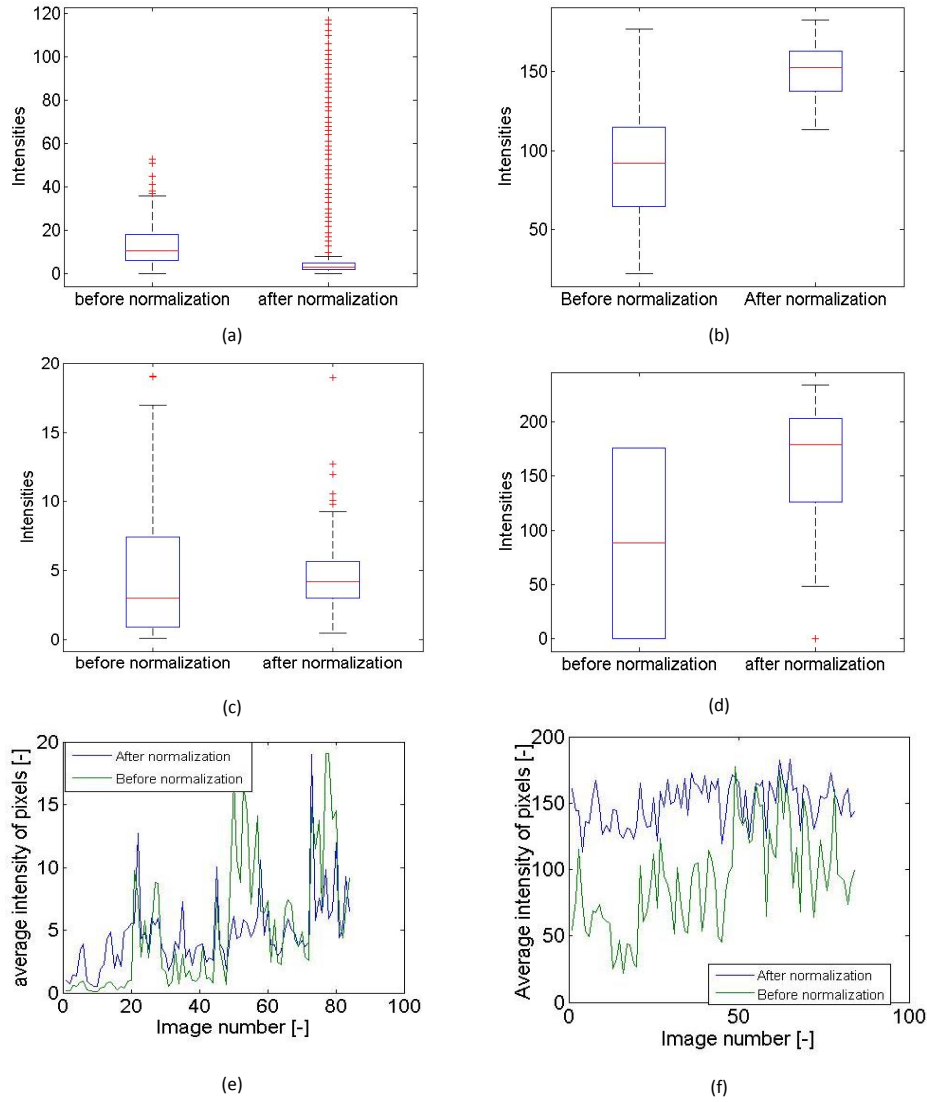 120
100
80
60
40
20
0
Intensities
before normalization
after normalization
(a)
150
100
50
Intensities
Before normalization
After normalization
(b)
20
15
10
5
0
Intensities
before normalization
after normalization
(c)
200
150
100
50
0
Intensities
before normalization
after normalization
(d)
20
15
10
5
0
average intensity of pixels [-]
After normalization
Before normalization
0 20 40 60 80 100
Image number [-]
(e)
200
150
100
50
0
Average intensity of pixels [-]
After normalization
Before normalization
0 50 100
Image number [-]
(f)